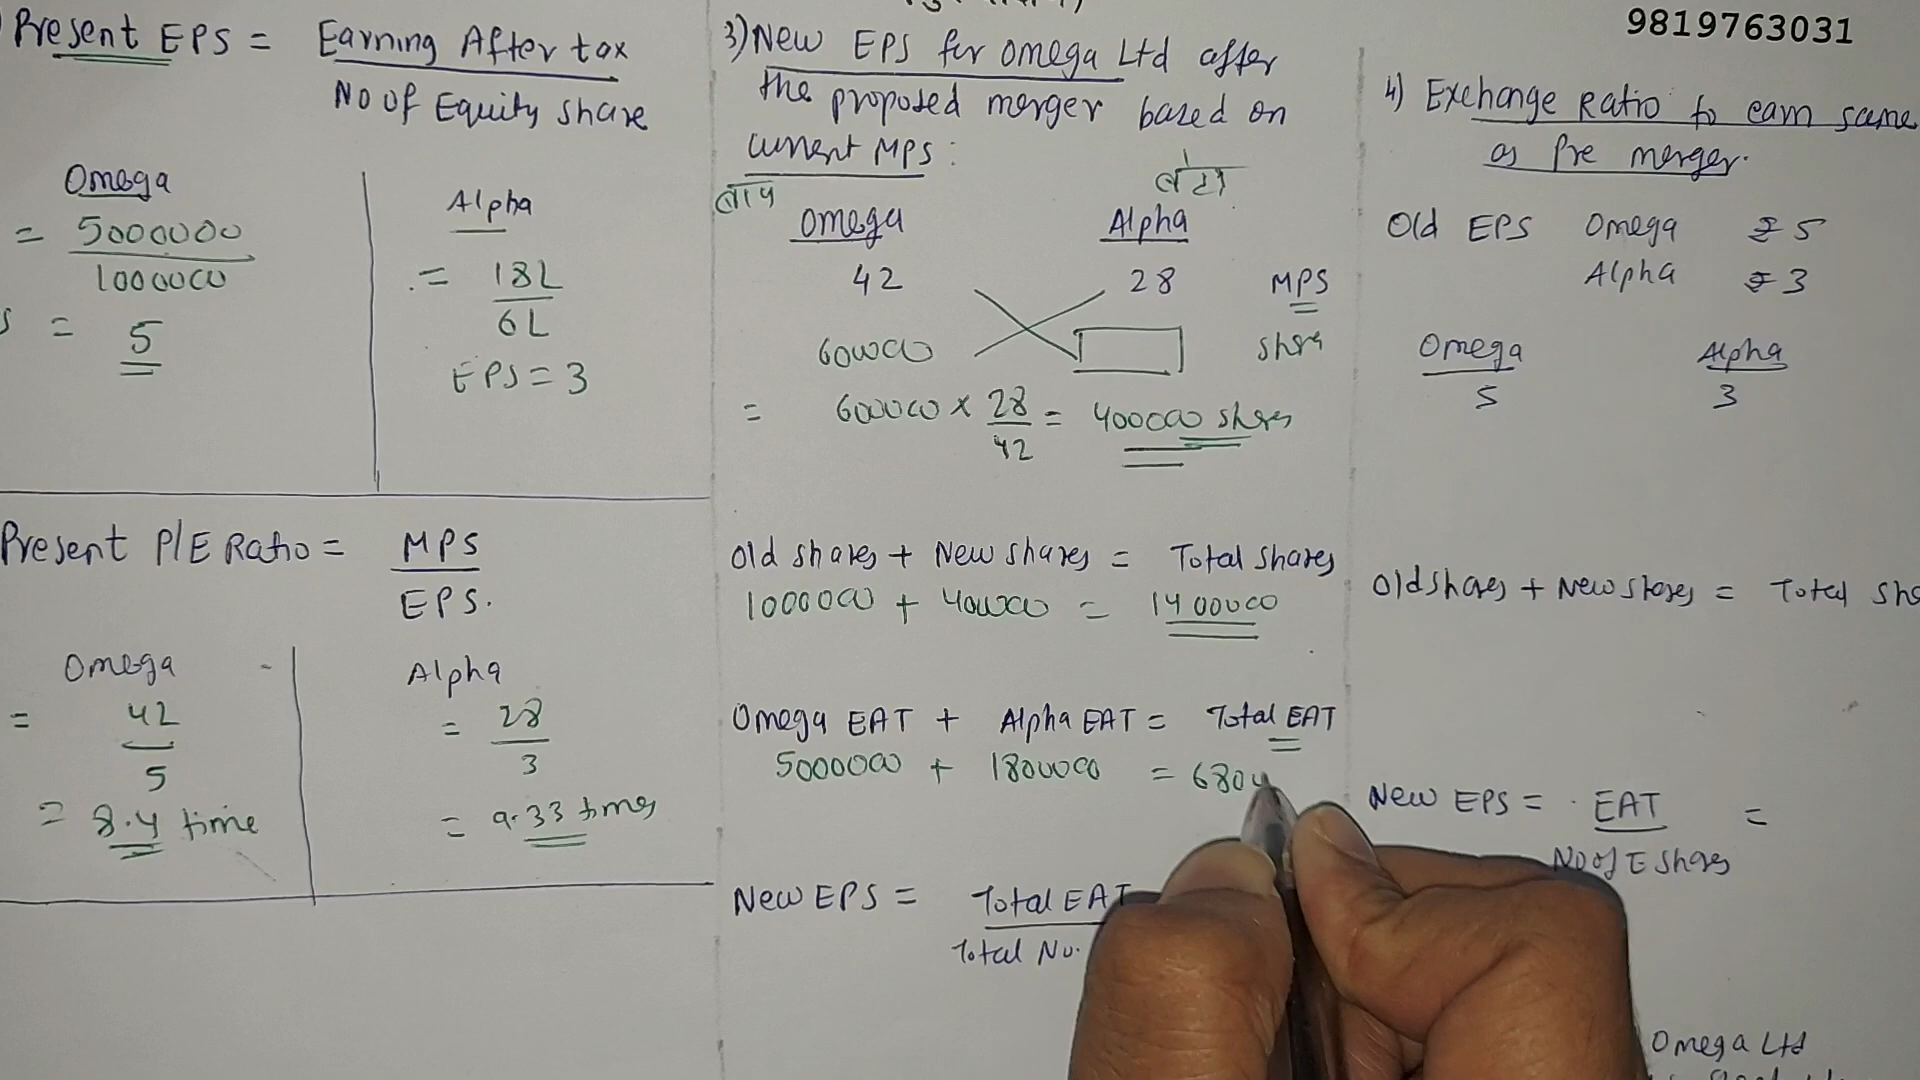 Present EPS = Earning After tax
No Of Equity Share
Omega
= 5000000
1000000
= 5
Alpha
= 18L
6L
EPS = 3
Present P/E Ratio = MPS
EPS.
Omega
= 42
5
= 8.4 time
Alpha
= 28
3
= 9.33 times
3) New EPS for Omega Ltd after
the proposed merger based on
current MPS :
बाप
बेटा
Omega Alpha
42 28 MPS
600000
= 600000 × 28 = 400000 shares
42
Old shares + New shares = Total shares
1000000 + 400000 = 1400000
Omega EAT + Alpha EAT = Total EAT
5000000 + 1800000 = 680
New EPS = Total EAT
Total No.
9819763031
4) Exchange Ratio to earn same
as Pre merger.
Old EPS Omega ₹ 5
Alpha ₹ 3
Omega Alpha
5 3
Old shares + New shares = Total Sha
New EPS = EAT =
No of E Shares
Omega Ltd